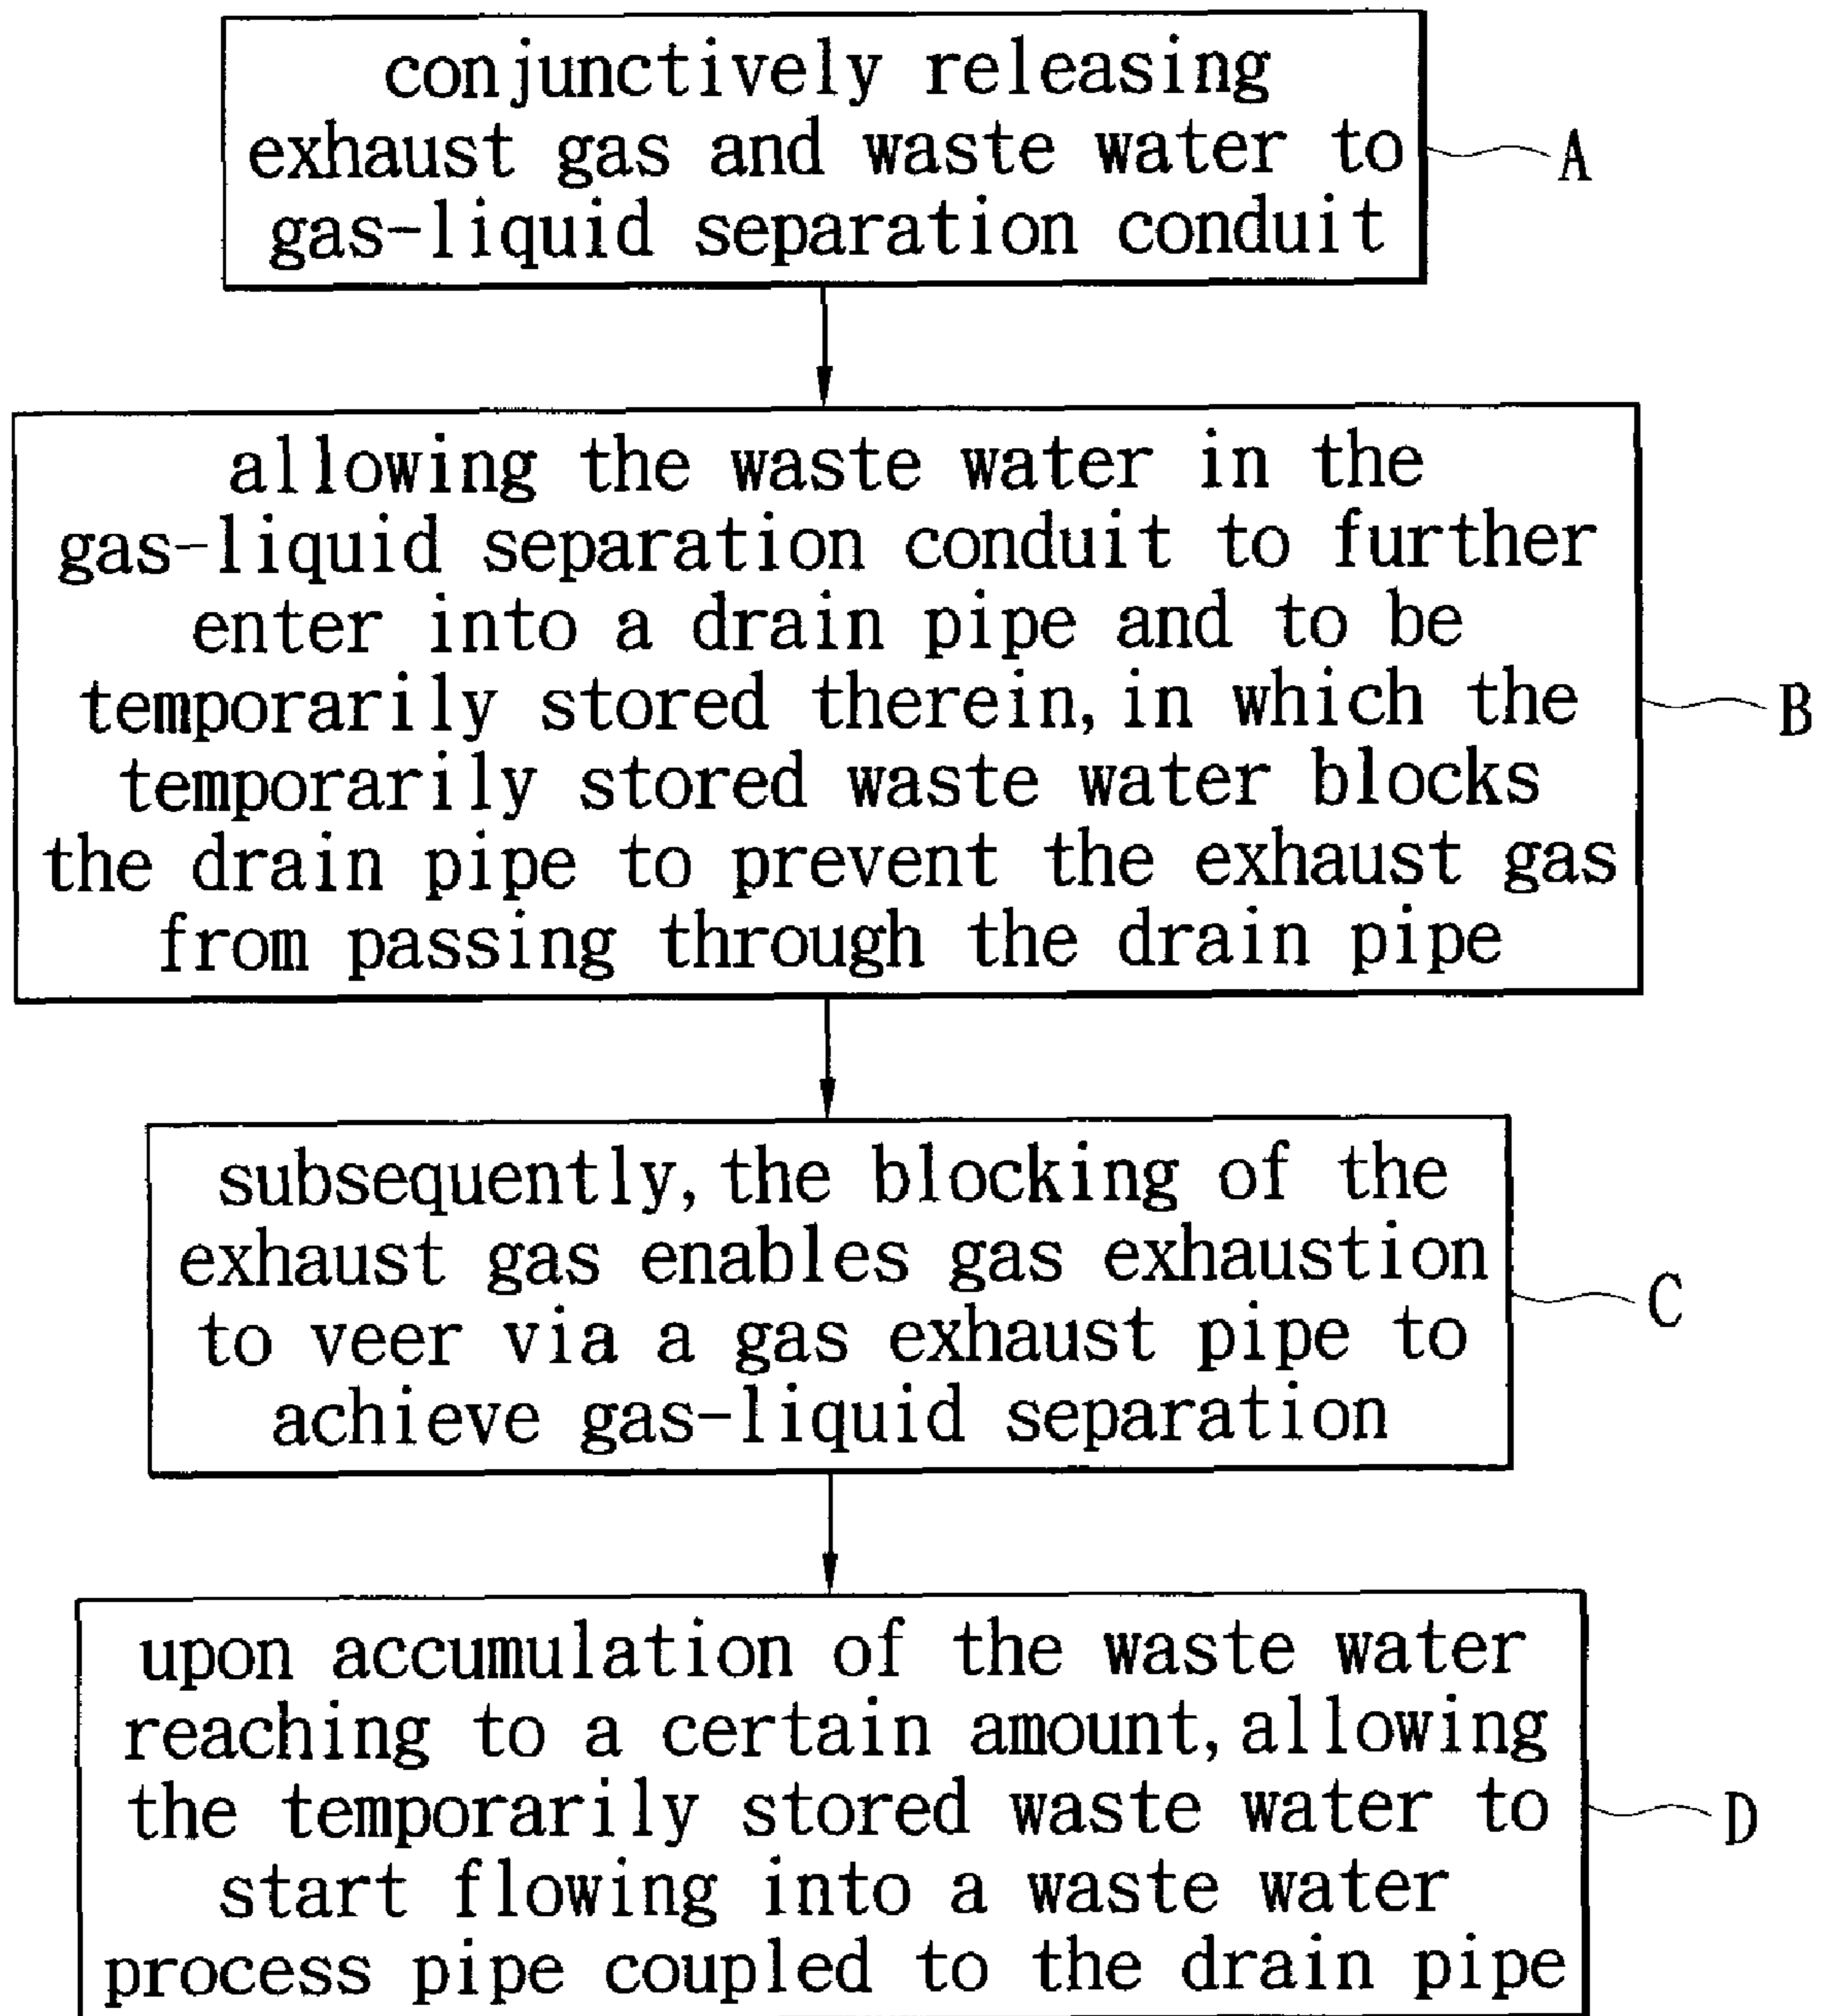 conjunctively releasing
exhaust gas and waste water to
gas-liquid separation conduit
A
allowing the waste water in the
gas-liquid separation conduit to further
enter into a drain pipe and to be
temporarily stored therein, in which the
temporarily stored waste water blocks
the drain pipe to prevent the exhaust gas
from passing through the drain pipe
B
subsequently, the blocking of the
exhaust gas enables gas exhaustion
to veer via a gas exhaust pipe to
achieve gas-liquid separation
C
upon accumulation of the waste water
reaching to a certain amount, allowing
the temporarily stored waste water to
start flowing into a waste water
process pipe coupled to the drain pipe
D